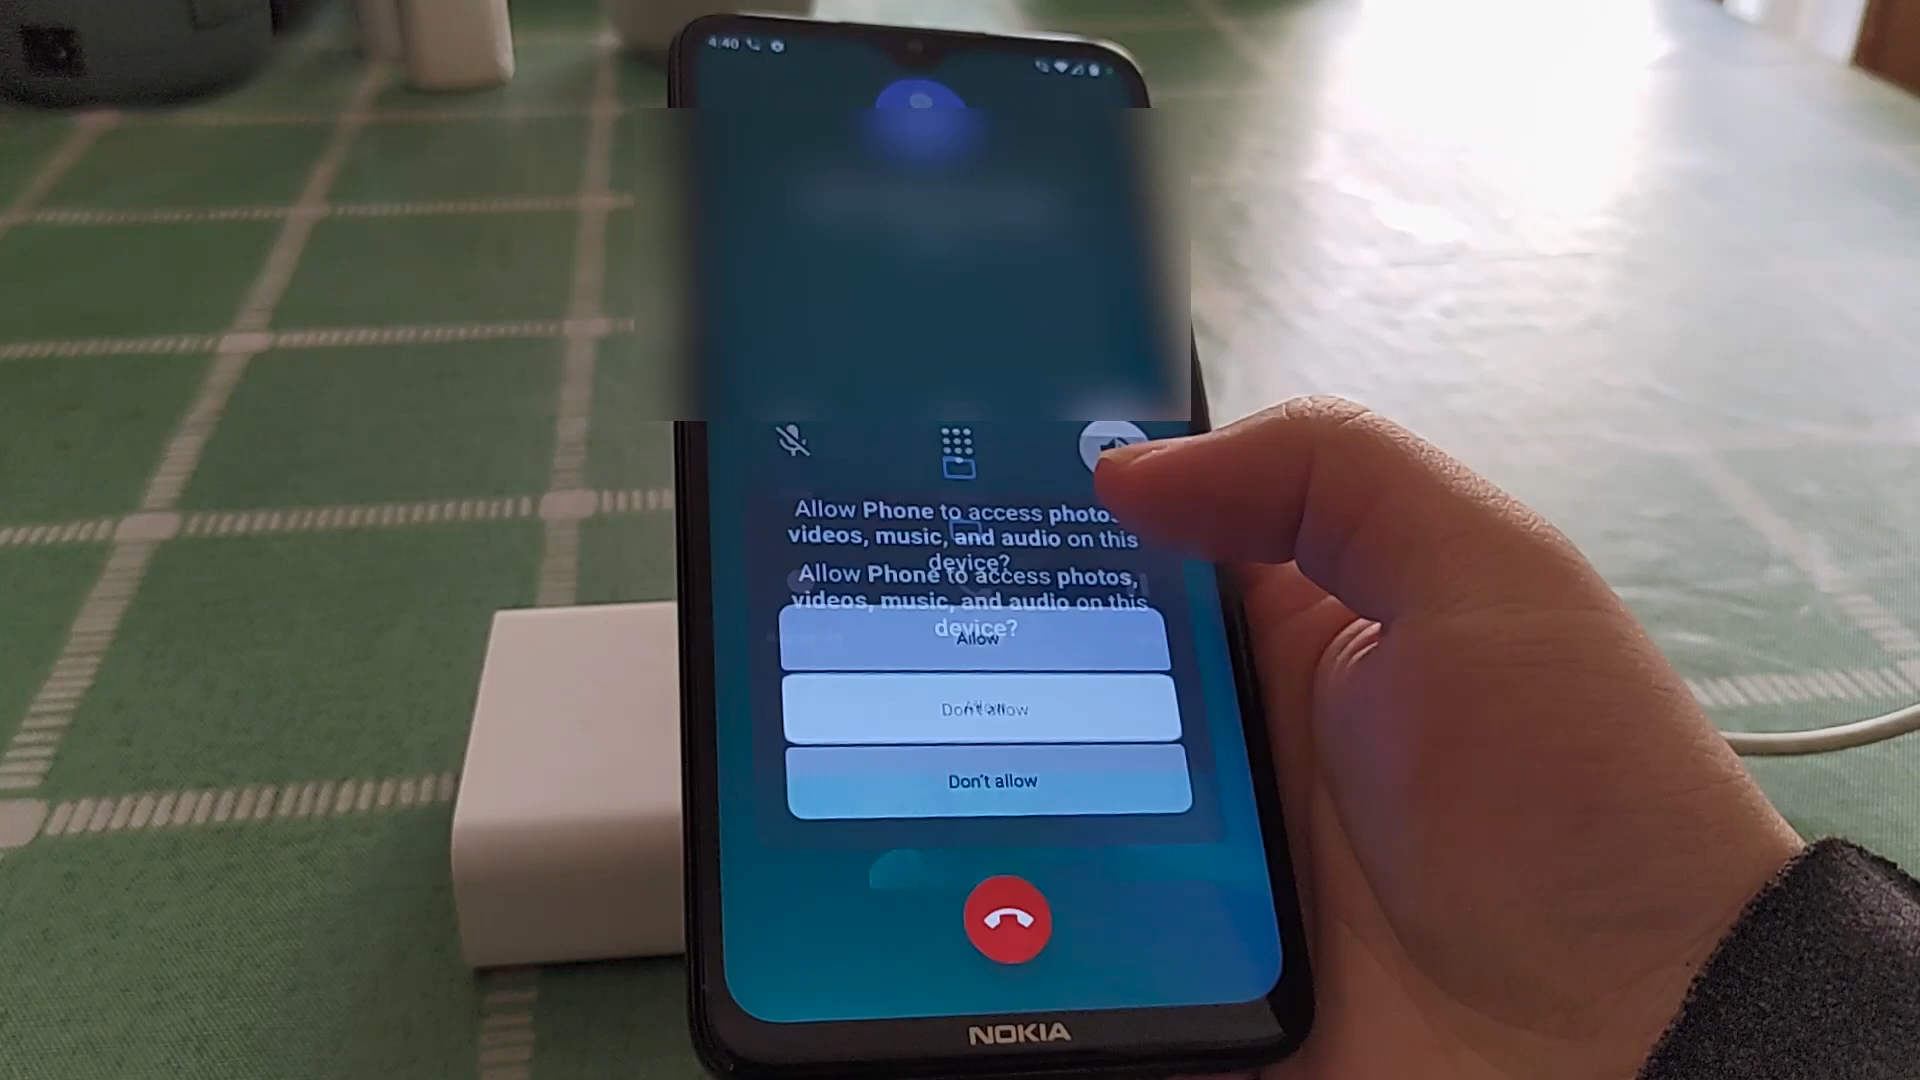 4:40
Allow Phone to access photos,
videos, music, and audio on this
device?
Allow Phone to access photos,
videos, music, and audio on this
device?
Allow
Don't allow
Allow
Don't allow
NOKIA